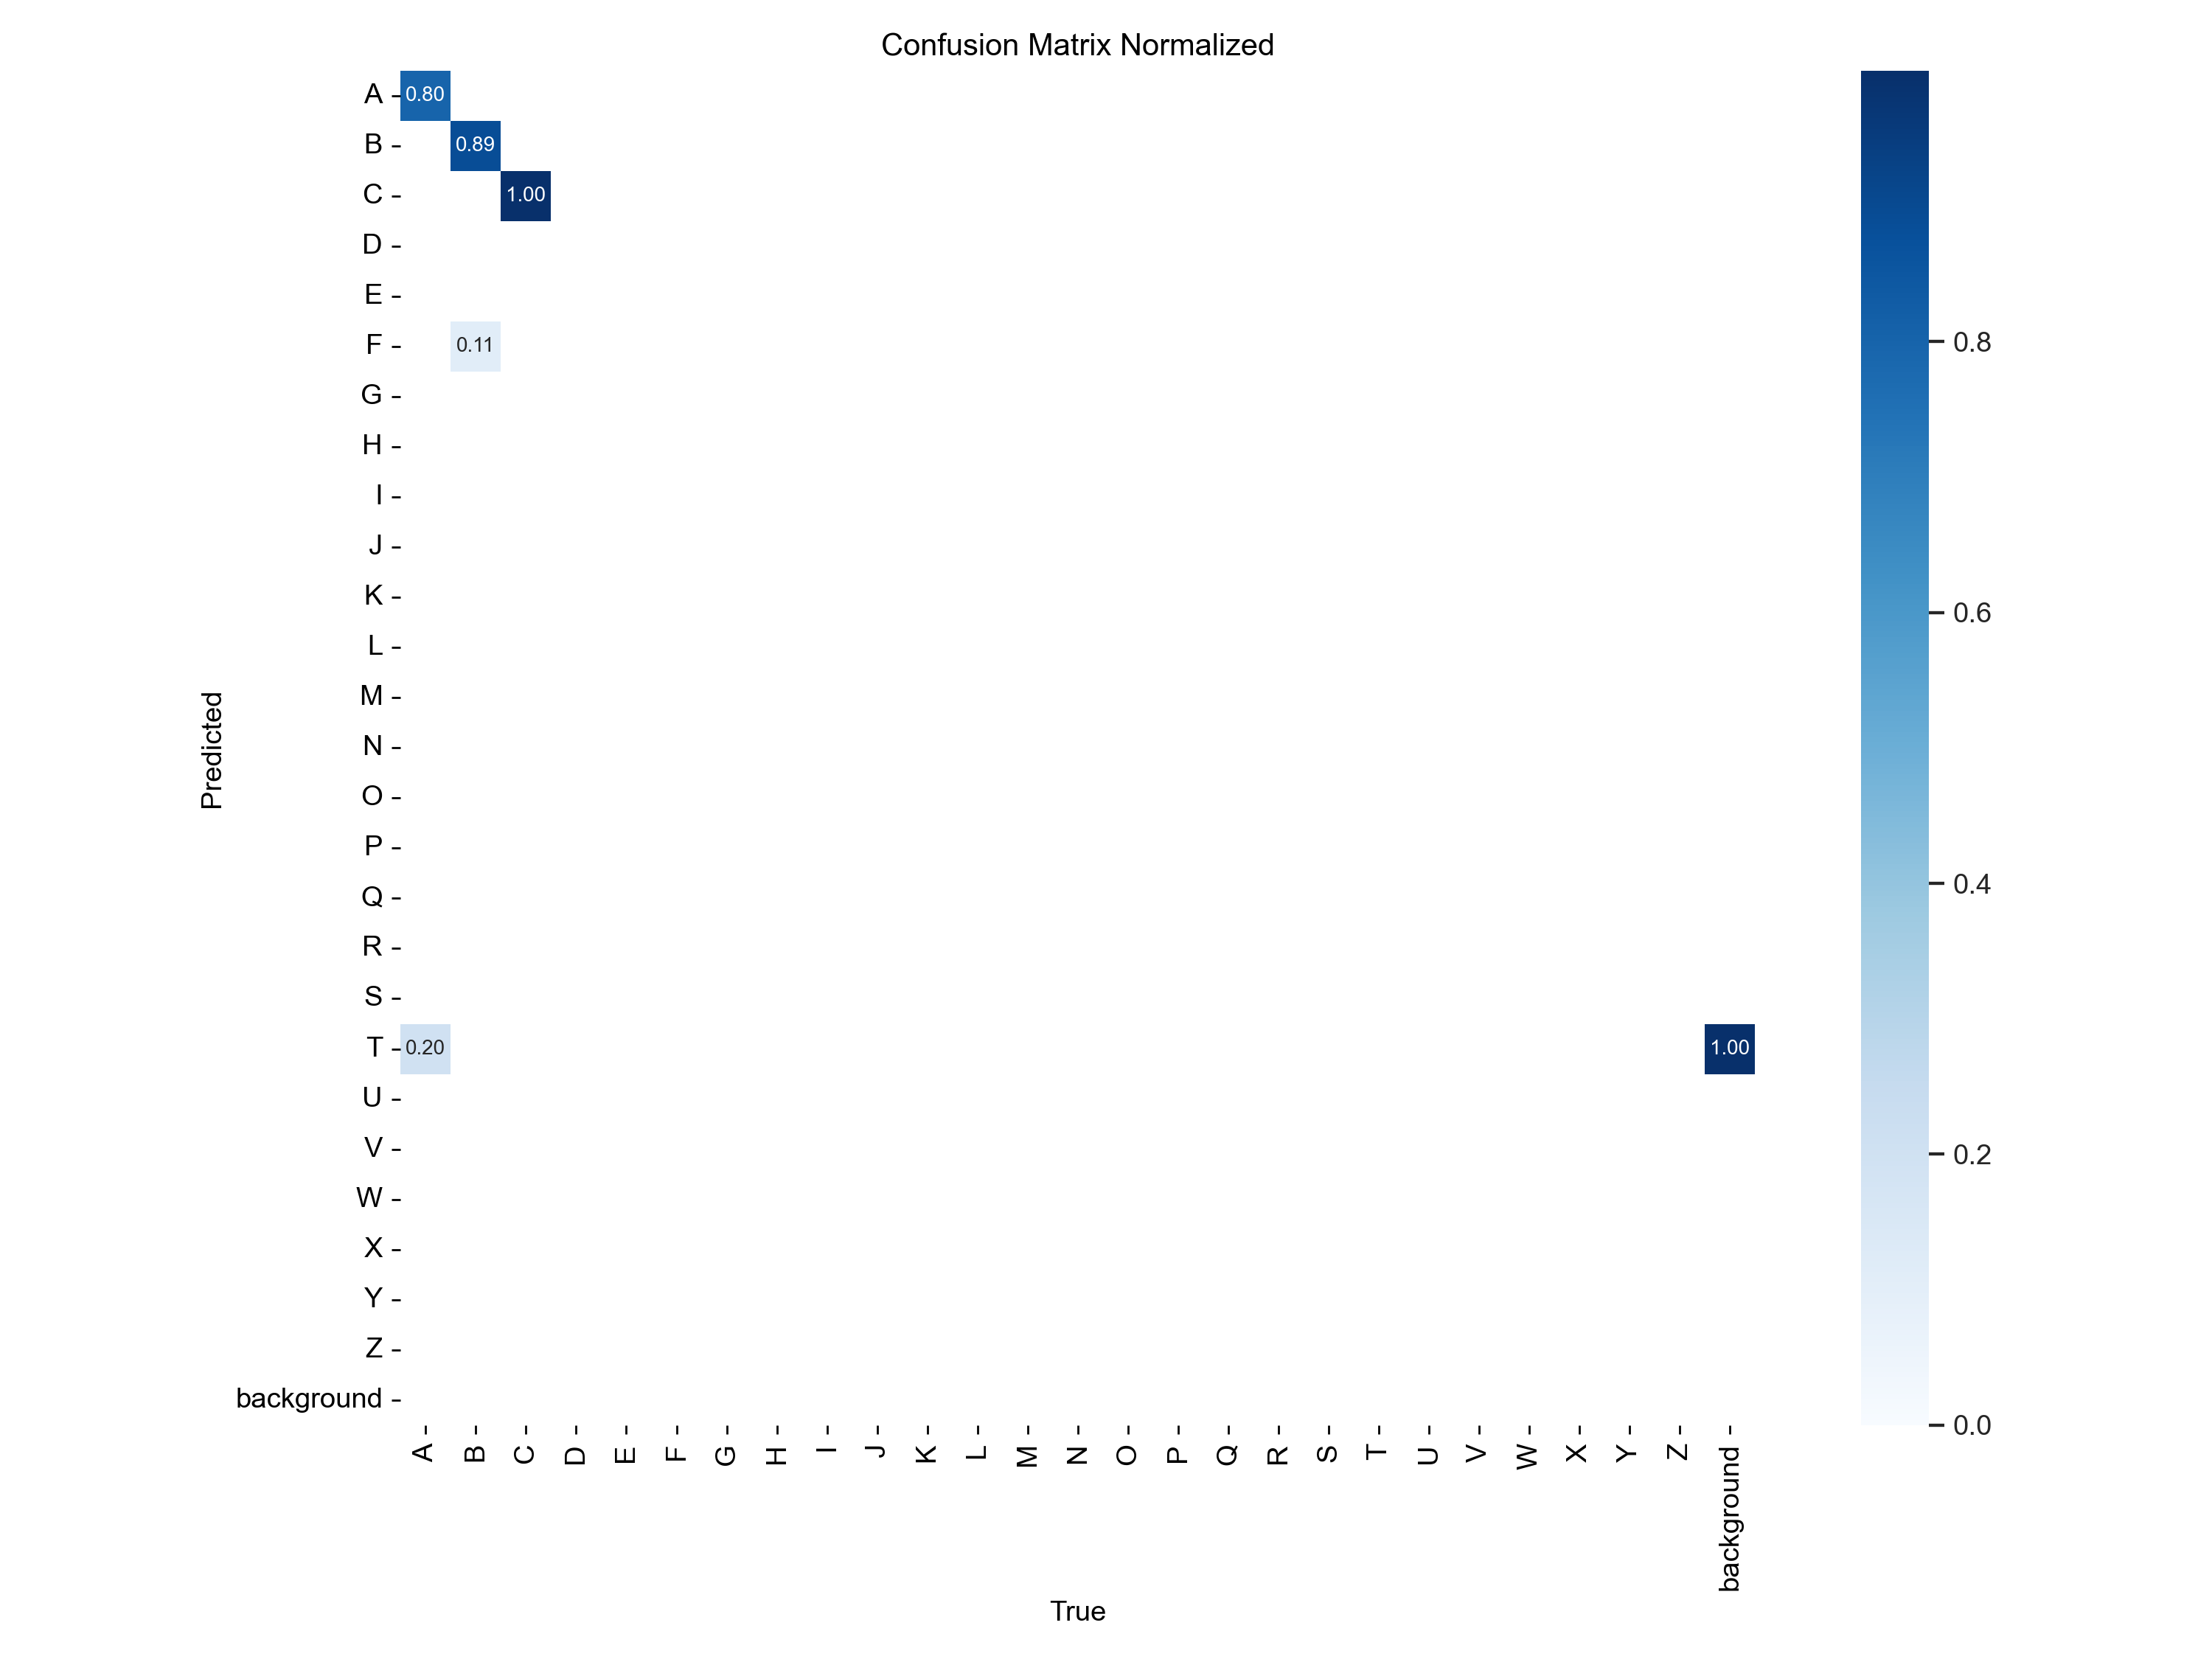 Confusion Matrix Normalized
A 0.80
B 0.89
C 1.00
D
E
F 0.11
G
H
I
J
K
L
M
N
O
P
Q
R
S
T 0.20 1.00
U
V
W
X
Y
Z
background
A B C D E F G H I J K L M N O P Q R S T U V W X Y Z background
Predicted
True
0.8
0.6
0.4
0.2
0.0